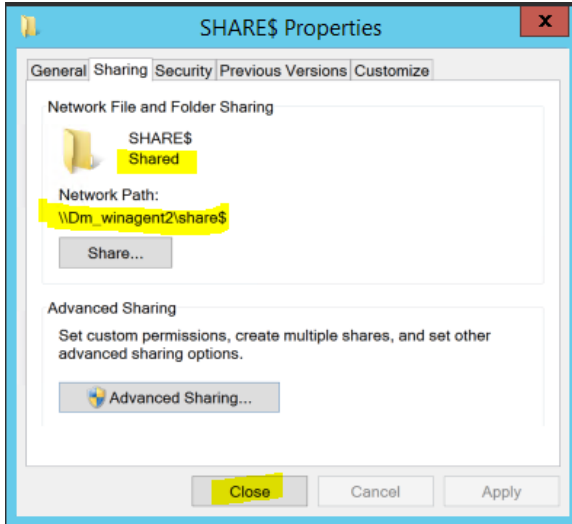 SHARE$ Properties
x
General Sharing Security Previous Versions Customize
Network File and Folder Sharing
SHARE$
Shared
Network Path:
\\Dm_winagent2\share$
Share...
Advanced Sharing
Set custom permissions, create multiple shares, and set other
advanced sharing options.
Advanced Sharing...
Close Cancel Apply